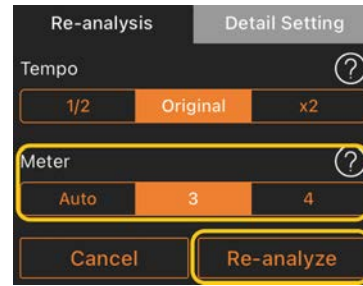 Re-analysis Detail Setting
Tempo ?
1/2 Original x2
Meter ?
Auto 3 4
Cancel Re-analyze